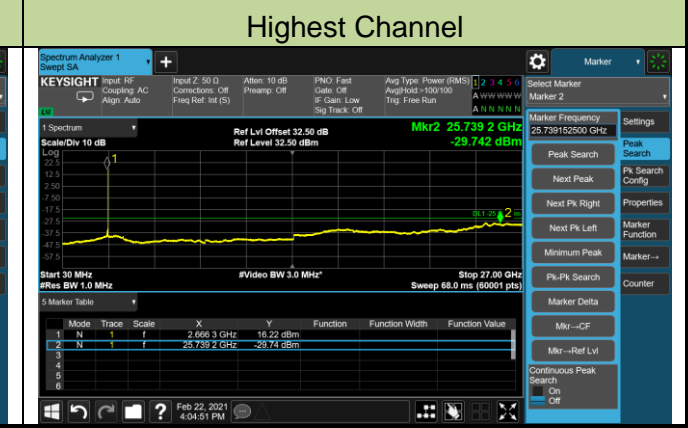 Highest Channel
Spectrum Analyzer 1
Swept SA
Marker
KEYSIGHT
Input: RF
Coupling: AC
Align: Auto
Input Z: 50 Ω
Corrections: Off
Freq Ref: Int (S)
Atten: 10 dB
Preamp: Off
PNO: Fast
Gate: Off
IF Gain: Low
Sig Track: Off
Avg Type: Power (RMS)
Avg|Hold:>100/100
Trig: Free Run
1 2 3 4 5 6
A W W W W W
A N N N N N
Select Marker
Marker 2
1 Spectrum
Scale/Div 10 dB
Ref Lvl Offset 32.50 dB
Ref Level 32.50 dBm
Mkr2 25.739 2 GHz
-29.742 dBm
Marker Frequency
25.739152500 GHz
Settings
Log
22.5
12.5
2.50
-7.50
-17.5
-27.5
-37.5
-47.5
-57.5
1
2
Peak Search
Peak
Search
Next Peak
Pk Search
Config
Next Pk Right
Properties
Next Pk Left
Marker
Function
Minimum Peak
Marker→
Pk-Pk Search
Counter
Marker Delta
Mkr→CF
Mkr→Ref Lvl
Continuous Peak
Search
On
Off
Start 30 MHz
#Res BW 1.0 MHz
#Video BW 3.0 MHz*
Stop 27.00 GHz
Sweep 68.0 ms (60001 pts)
5 Marker Table
Mode Trace Scale X Y Function Function Width Function Value
1 N 1 f 2.666 3 GHz 16.22 dBm
2 N 1 f 25.739 2 GHz -29.74 dBm
3
4
5
6
Feb 22, 2021
4:04:51 PM